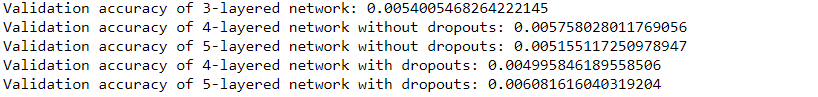 Validation accuracy of 3-layered network: 0.0054005468264222145
Validation accuracy of 4-layered network without dropouts: 0.005758028011769056
Validation accuracy of 5-layered network without dropouts: 0.005155117250978947
Validation accuracy of 4-layered network with dropouts: 0.004995846189558506
Validation accuracy of 5-layered network with dropouts: 0.006081616040319204